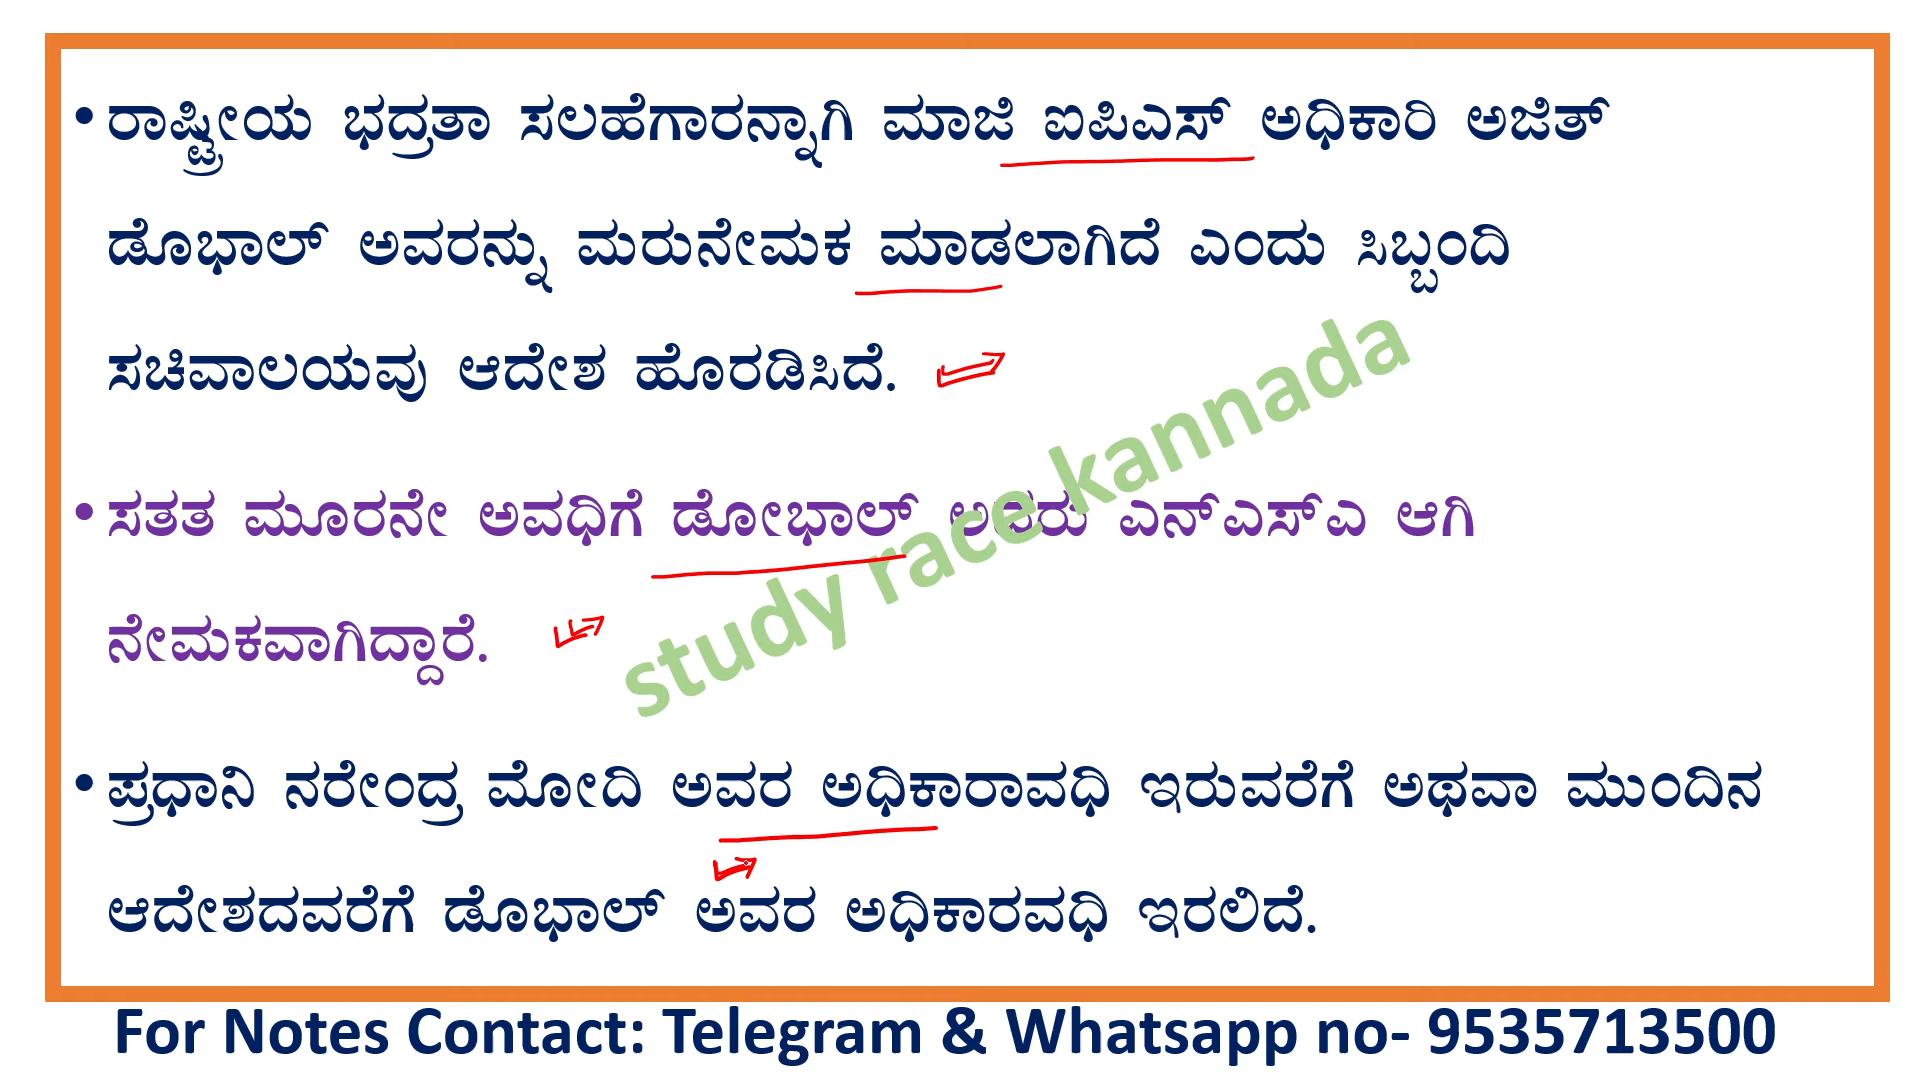 • ರಾಷ್ಟ್ರೀಯ ಭದ್ರತಾ ಸಲಹೆಗಾರನ್ನಾಗಿ ಮಾಜಿ ಐಪಿಎಸ್ ಅಧಿಕಾರಿ ಅಜಿತ್
ಡೊಭಾಲ್ ಅವರನ್ನು ಮರುನೇಮಕ ಮಾಡಲಾಗಿದೆ ಎಂದು ಸಿಬ್ಬಂದಿ
ಸಚಿವಾಲಯವು ಆದೇಶ ಹೊರಡಿಸಿದೆ.
• ಸತತ ಮೂರನೇ ಅವಧಿಗೆ ಡೋಭಾಲ್ ಅವರು ಎನ್‌ಎಸ್‌ಎ ಆಗಿ
ನೇಮಕವಾಗಿದ್ದಾರೆ.
study race kannada
• ಪ್ರಧಾನಿ ನರೇಂದ್ರ ಮೋದಿ ಅವರ ಅಧಿಕಾರಾವಧಿ ಇರುವರೆಗೆ ಅಥವಾ ಮುಂದಿನ
ಆದೇಶದವರೆಗೆ ಡೊಭಾಲ್ ಅವರ ಅಧಿಕಾರವಧಿ ಇರಲಿದೆ.
For Notes Contact: Telegram & Whatsapp no- 9535713500